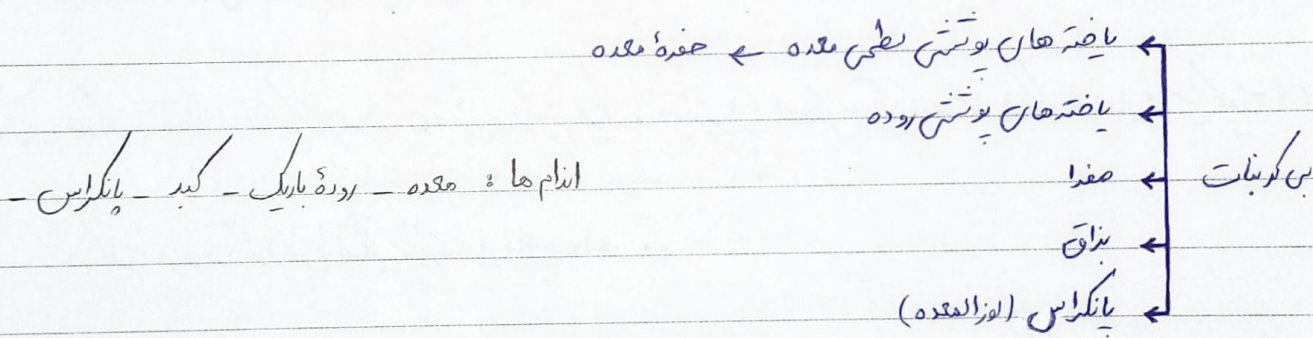 یاخته های پوششی سطحی معده ← حفرهٔ معده
یاخته های پوششی روده
بی کربنات ← صفرا
اندام ها : معده - رودهٔ باریک - کبد - پانکراس -
بزاق
پانکراس (لوزالمعده)